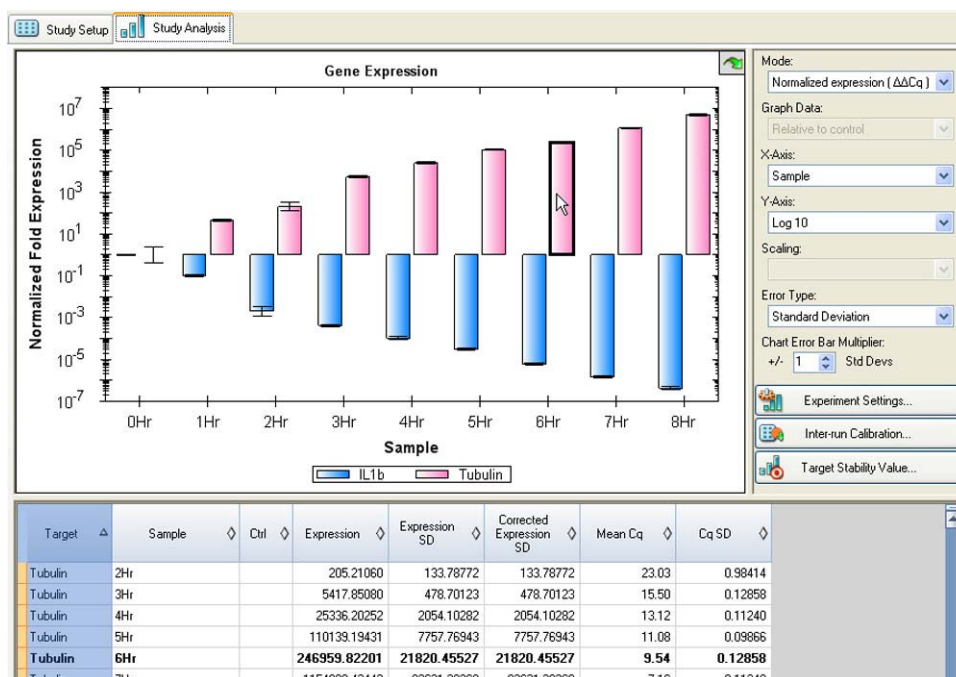 Study Setup Study Analysis
Gene Expression
Normalized Fold Expression
10^7
10^5
10^3
10^1
10^-1
10^-3
10^-5
10^-7
0Hr 1Hr 2Hr 3Hr 4Hr 5Hr 6Hr 7Hr 8Hr
Sample
IL1b Tubulin
Mode:
Normalized expression ( ΔΔCq )
Graph Data:
Relative to control
X-Axis:
Sample
Y-Axis:
Log 10
Scaling:
Error Type:
Standard Deviation
Chart Error Bar Multiplier:
+/- 1 Std Devs
Experiment Settings...
Inter-run Calibration...
Target Stability Value...
Target Sample Ctrl Expression Expression SD Corrected Expression SD Mean Cq Cq SD
Tubulin 2Hr 205.21060 133.78772 133.78772 23.03 0.98414
Tubulin 3Hr 5417.85080 478.70123 478.70123 15.50 0.12858
Tubulin 4Hr 25336.20252 2054.10282 2054.10282 13.12 0.11240
Tubulin 5Hr 110139.19431 7757.76943 7757.76943 11.08 0.09866
Tubulin 6Hr 246959.82201 21820.45527 21820.45527 9.54 0.12858
Tubulin 7Hr